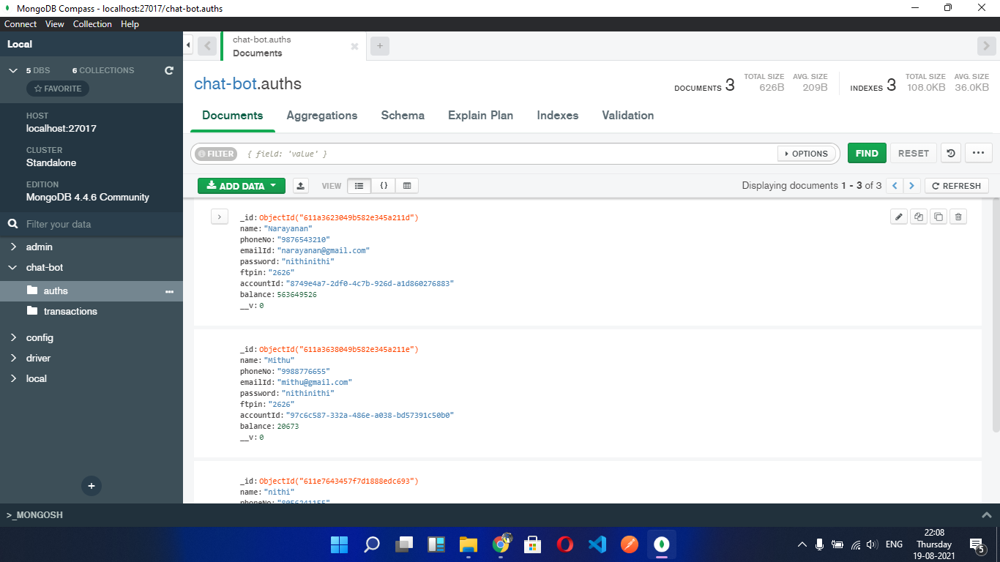 MongoDB Compass - localhost:27017/chat-bot.auths
Connect View Collection Help
Local
5 DBS 6 COLLECTIONS
FAVORITE
HOST
localhost:27017
CLUSTER
Standalone
EDITION
MongoDB 4.4.6 Community
Filter your data
admin
chat-bot
auths
transactions
config
driver
local
+
chat-bot.auths
Documents
+
chat-bot.auths
DOCUMENTS 3 TOTAL SIZE 626B AVG. SIZE 209B INDEXES 3 TOTAL SIZE 108.0KB AVG. SIZE 36.0KB
Documents Aggregations Schema Explain Plan Indexes Validation
FILTER { field: 'value' } OPTIONS FIND RESET ...
ADD DATA VIEW {} Displaying documents 1 - 3 of 3 < > REFRESH
_id: ObjectId("611a3623049b582e345a211d")
name: "Narayanan"
phoneNo: "9876543210"
emailId: "narayanan@gmail.com"
password: "nithinithi"
ftpin: "2626"
accountId: "8749e4a7-2df0-4c7b-926d-a1d860276883"
balance: 563649526
__v: 0
_id: ObjectId("611a3638049b582e345a211e")
name: "Mithu"
phoneNo: "9988776655"
emailId: "mithu@gmail.com"
password: "nithinithi"
ftpin: "2626"
accountId: "97c6c587-332a-486e-a038-bd57391c50b0"
balance: 20673
__v: 0
_id: ObjectId("611e7643457f7d1888edc693")
name: "nithi"
phoneNo: "8056241155"
>_MONGOSH
ENG
22:08
Thursday
19-08-2021
5